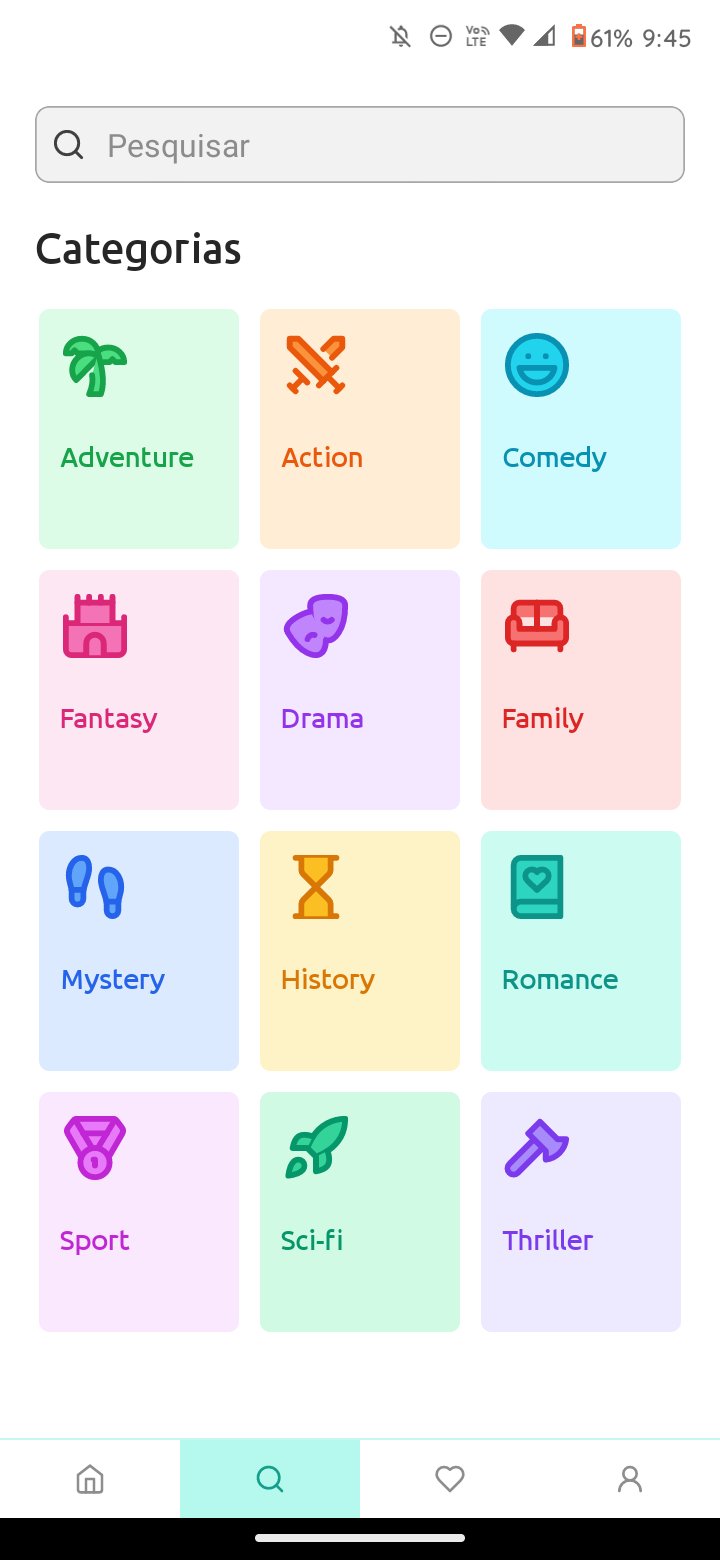 Vo LTE 61% 9:45
Pesquisar
Categorias
Adventure Action Comedy
Fantasy Drama Family
Mystery History Romance
Sport Sci-fi Thriller